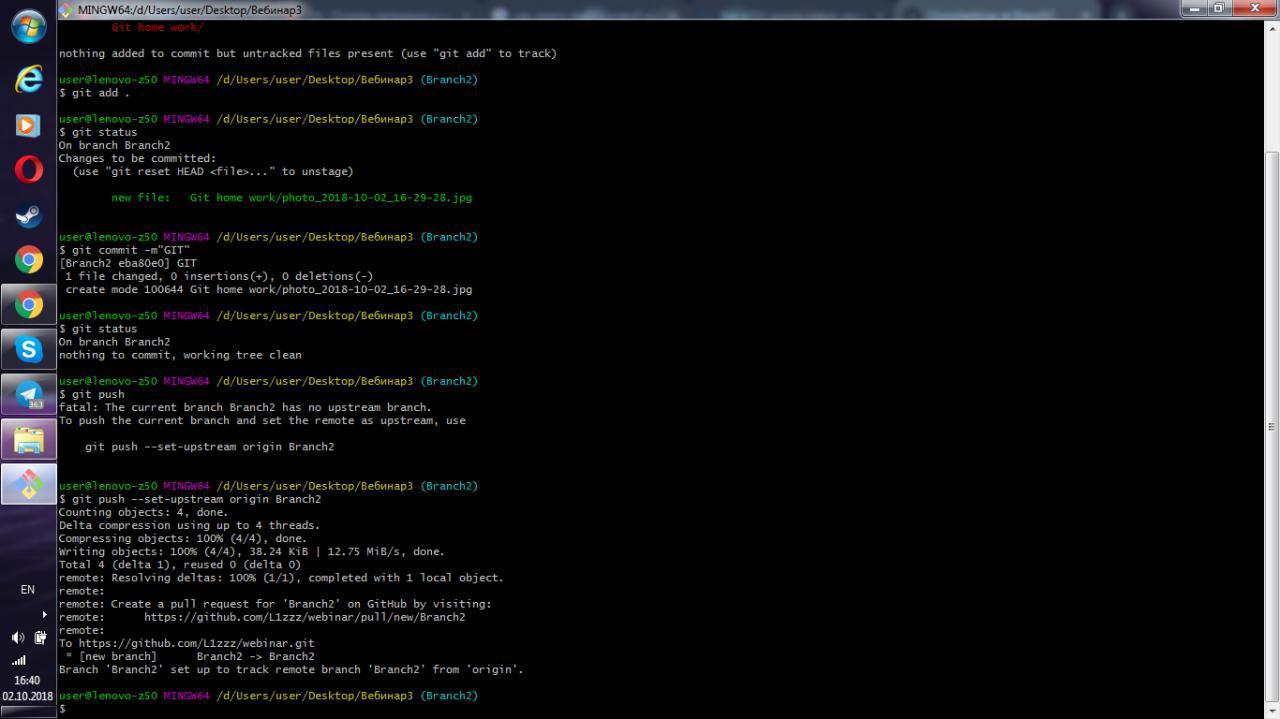 MINGW64:/d/Users/user/Desktop/Вебинар3
Git home work/
nothing added to commit but untracked files present (use "git add" to track)
user@lenovo-z50 MINGW64 /d/Users/user/Desktop/Вебинар3 (Branch2)
$ git add .
user@lenovo-z50 MINGW64 /d/Users/user/Desktop/Вебинар3 (Branch2)
$ git status
On branch Branch2
Changes to be committed:
(use "git reset HEAD <file>..." to unstage)
new file:   Git home work/photo_2018-10-02_16-29-28.jpg
user@lenovo-z50 MINGW64 /d/Users/user/Desktop/Вебинар3 (Branch2)
$ git commit -m"GIT"
[Branch2 eba80e0] GIT
1 file changed, 0 insertions(+), 0 deletions(-)
create mode 100644 Git home work/photo_2018-10-02_16-29-28.jpg
user@lenovo-z50 MINGW64 /d/Users/user/Desktop/Вебинар3 (Branch2)
$ git status
On branch Branch2
nothing to commit, working tree clean
user@lenovo-z50 MINGW64 /d/Users/user/Desktop/Вебинар3 (Branch2)
$ git push
fatal: The current branch Branch2 has no upstream branch.
To push the current branch and set the remote as upstream, use
git push --set-upstream origin Branch2
user@lenovo-z50 MINGW64 /d/Users/user/Desktop/Вебинар3 (Branch2)
$ git push --set-upstream origin Branch2
Counting objects: 4, done.
Delta compression using up to 4 threads.
Compressing objects: 100% (4/4), done.
Writing objects: 100% (4/4), 38.24 KiB | 12.75 MiB/s, done.
Total 4 (delta 1), reused 0 (delta 0)
remote: Resolving deltas: 100% (1/1), completed with 1 local object.
remote:
remote: Create a pull request for 'Branch2' on GitHub by visiting:
remote:      https://github.com/L1zzz/webinar/pull/new/Branch2
remote:
To https://github.com/L1zzz/webinar.git
* [new branch]      Branch2 -> Branch2
Branch 'Branch2' set up to track remote branch 'Branch2' from 'origin'.
user@lenovo-z50 MINGW64 /d/Users/user/Desktop/Вебинар3 (Branch2)
$
363
EN
16:40
02.10.2018